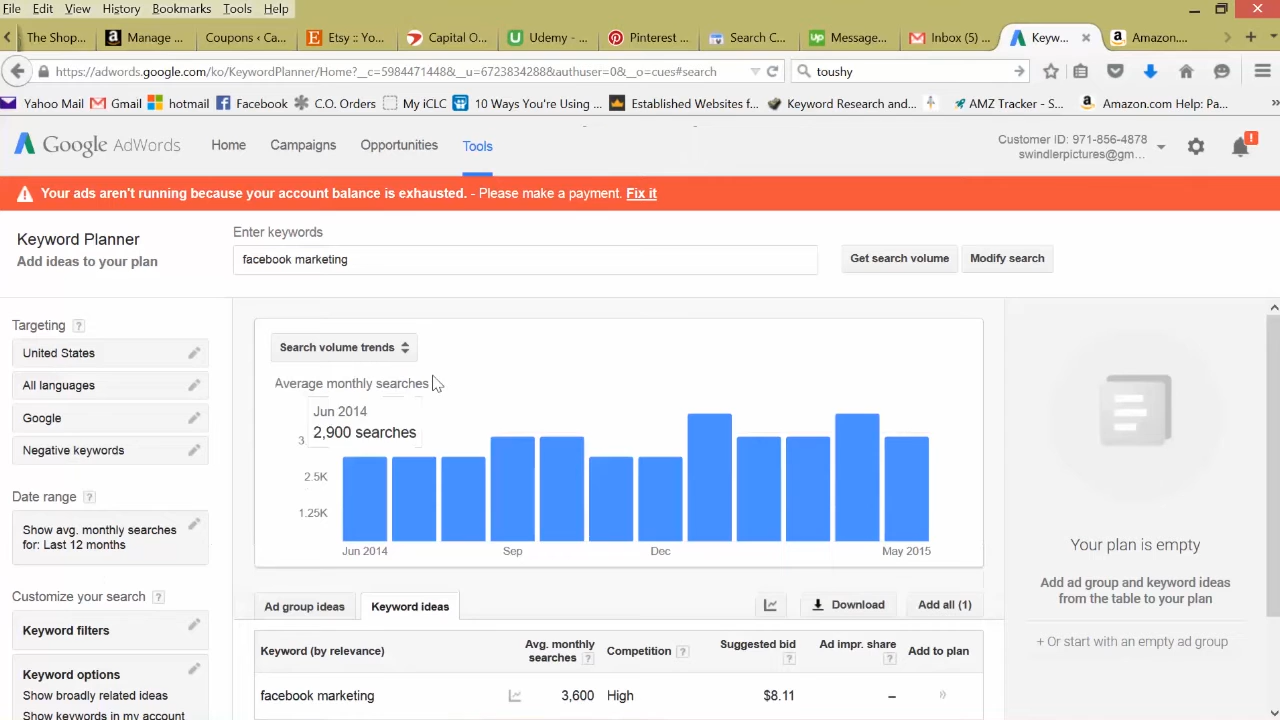 File Edit View History Bookmarks Tools Help
The Shop... Manage ... Coupons ‹ Ca... Etsy :: Yo... Capital O... Udemy - ... Pinterest ... Search C... Message... Inbox (5) ... Keyw... Amazon....
https://adwords.google.com/ko/KeywordPlanner/Home?__c=5984471448&__u=6723834288&authuser=0&__o=cues#search toushy
Yahoo Mail Gmail hotmail Facebook C.O. Orders My iCLC 10 Ways You're Using ... Established Websites f... Keyword Research and... AMZ Tracker - S... Amazon.com Help: Pa...
Google AdWords Home Campaigns Opportunities Tools
Customer ID: 971-856-4878
swindlerpictures@gm...
Your ads aren't running because your account balance is exhausted. - Please make a payment. Fix it
Keyword Planner
Add ideas to your plan
Enter keywords
facebook marketing
Get search volume Modify search
Targeting ?
United States
All languages
Google
Negative keywords
Date range ?
Show avg. monthly searches
for: Last 12 months
Customize your search ?
Keyword filters
Keyword options
Show broadly related ideas
Show keywords in my account
Search volume trends
Average monthly searches
Jun 2014
2,900 searches
3
2.5K
1.25K
Jun 2014 Sep Dec May 2015
Ad group ideas Keyword ideas Download Add all (1)
Keyword (by relevance) Avg. monthly searches ? Competition ? Suggested bid ? Ad impr. share ? Add to plan
facebook marketing 3,600 High $8.11 –
Your plan is empty
Add ad group and keyword ideas
from the table to your plan
+ Or start with an empty ad group